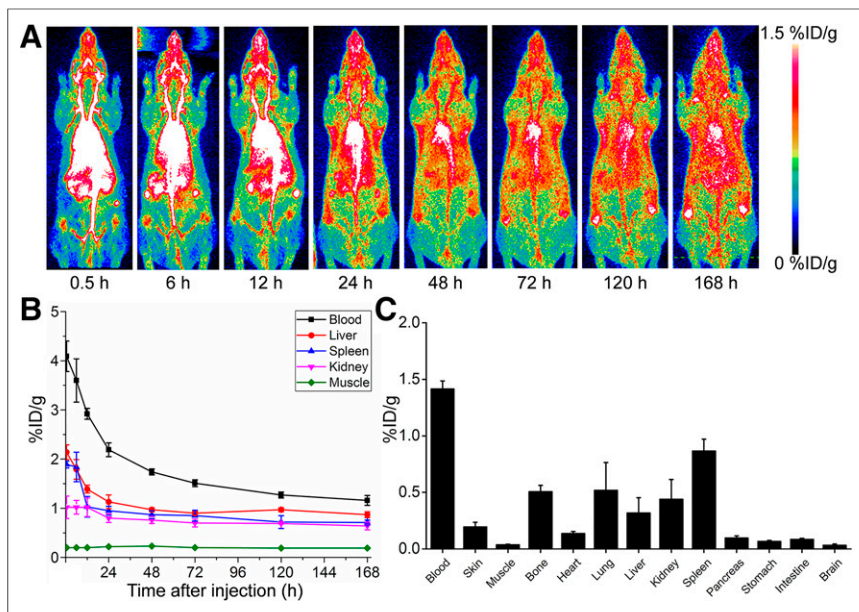 A
1.5 %ID/g
0 %ID/g
0.5 h
6 h
12 h
24 h
48 h
72 h
120 h
168 h
B
5
4
3
2
1
0
%ID/g
Blood
Liver
Spleen
Kidney
Muscle
24
48
72
96
120
144
168
Time after injection (h)
C
2.0
1.5
1.0
0.5
0.0
%ID/g
Blood
Skin
Muscle
Bone
Heart
Lung
Liver
Kidney
Spleen
Pancreas
Stomach
Intestine
Brain